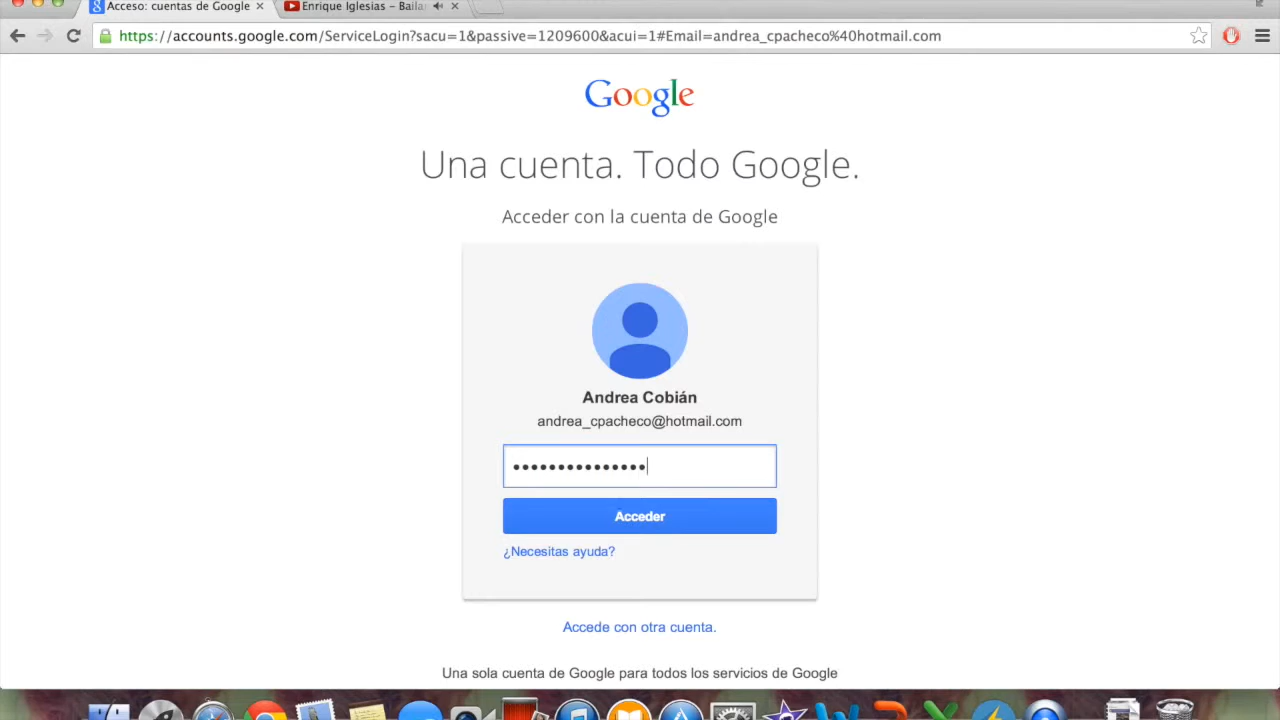 Acceso: cuentas de Google
Enrique Iglesias – Bailan
https://accounts.google.com/ServiceLogin?sacu=1&passive=1209600&acui=1#Email=andrea_cpacheco%40hotmail.com
Google
Una cuenta. Todo Google.
Acceder con la cuenta de Google
Andrea Cobián
andrea_cpacheco@hotmail.com
Acceder
¿Necesitas ayuda?
Accede con otra cuenta.
Una sola cuenta de Google para todos los servicios de Google